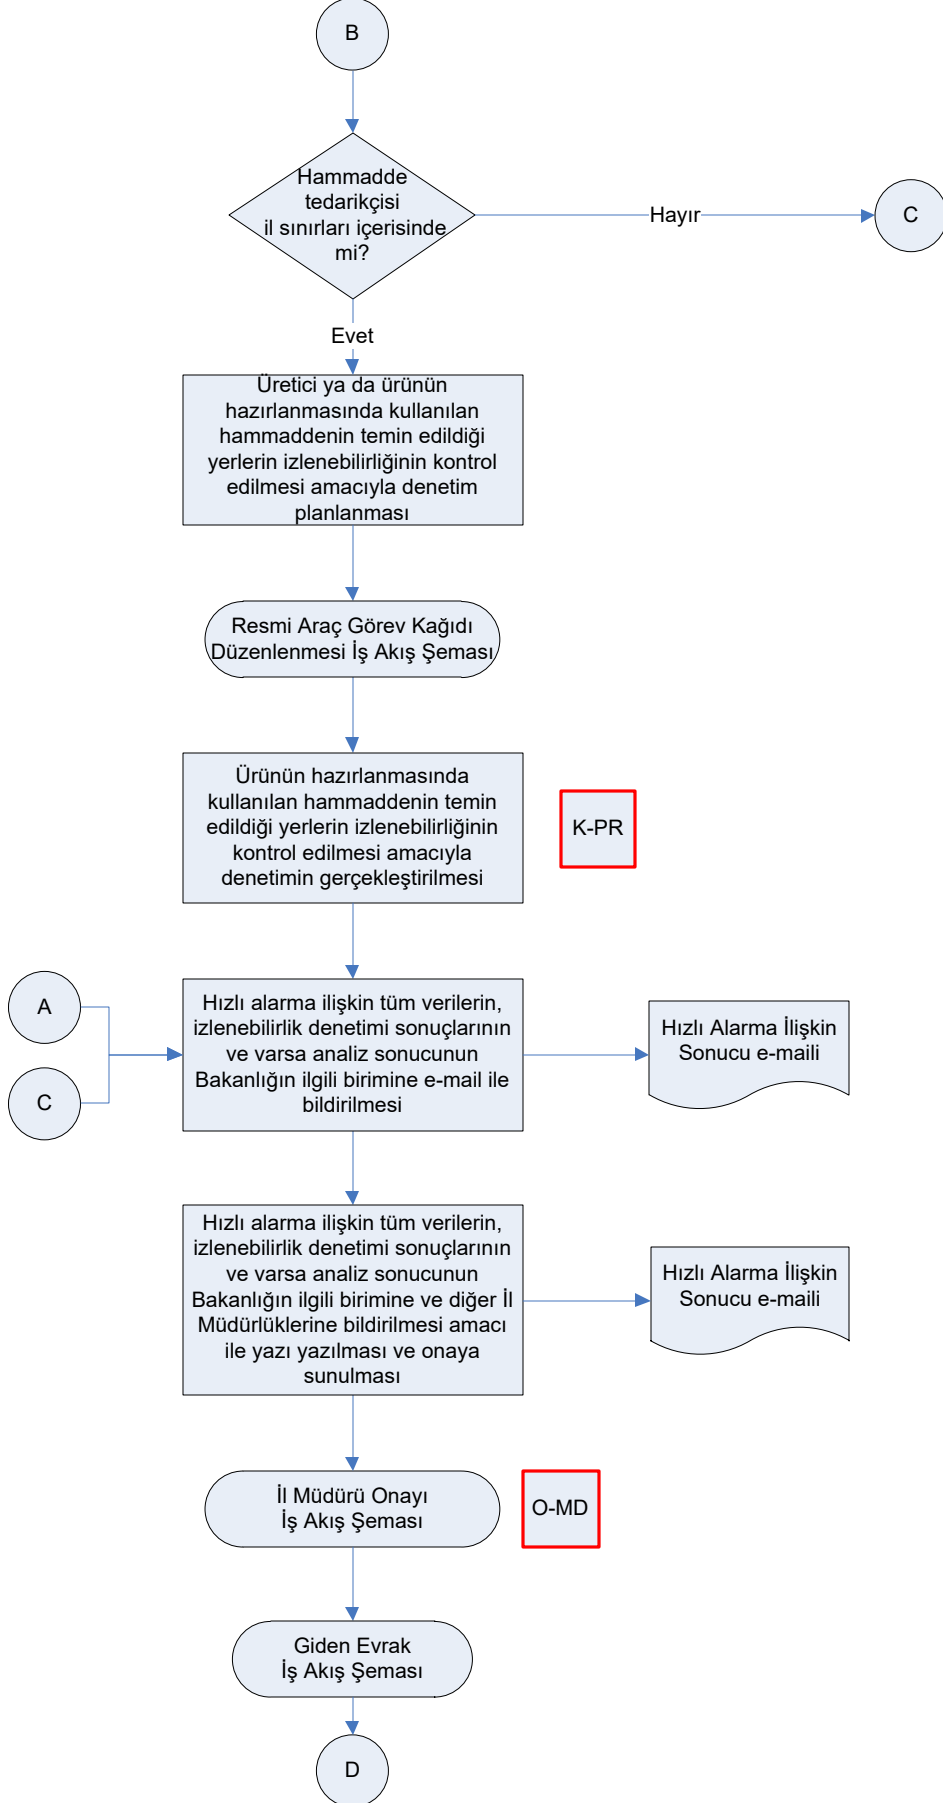 B
Hammadde
tedarikçisi
il sınırları içerisinde
mi?
Hayır
C
Evet
Üretici ya da ürünün
hazırlanmasında kullanılan
hammaddenin temin edildiği
yerlerin izlenebilirliğinin kontrol
edilmesi amacıyla denetim
planlanması
Resmi Araç Görev Kağıdı
Düzenlenmesi İş Akış Şeması
Ürünün hazırlanmasında
kullanılan hammaddenin temin
edildiği yerlerin izlenebilirliğinin
kontrol edilmesi amacıyla
denetimin gerçekleştirilmesi
K-PR
A
C
Hızlı alarma ilişkin tüm verilerin,
izlenebilirlik denetimi sonuçlarının
ve varsa analiz sonucunun
Bakanlığın ilgili birimine e-mail ile
bildirilmesi
Hızlı Alarma İlişkin
Sonucu e-maili
Hızlı alarma ilişkin tüm verilerin,
izlenebilirlik denetimi sonuçlarının
ve varsa analiz sonucunun
Bakanlığın ilgili birimine ve diğer İl
Müdürlüklerine bildirilmesi amacı
ile yazı yazılması ve onaya
sunulması
Hızlı Alarma İlişkin
Sonucu e-maili
İl Müdürü Onayı
İş Akış Şeması
O-MD
Giden Evrak
İş Akış Şeması
D